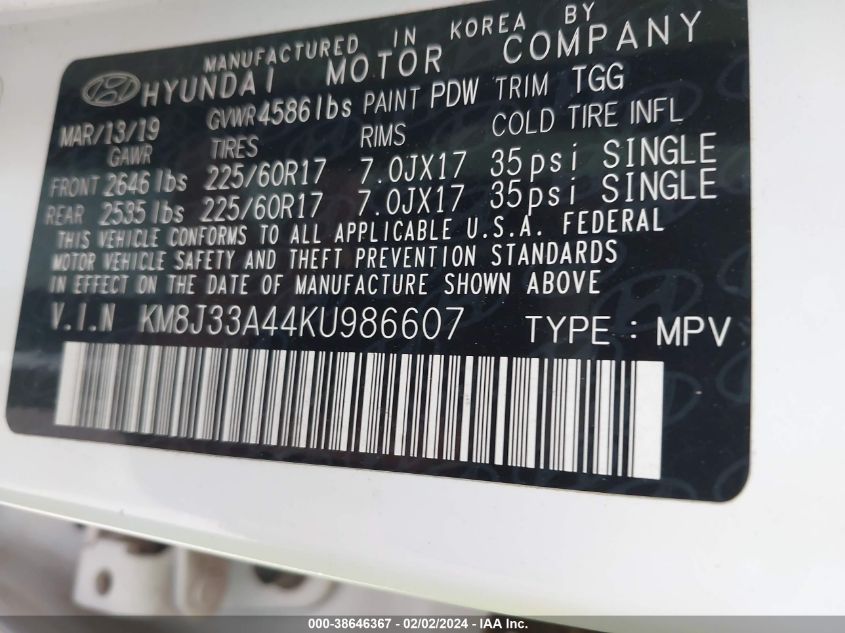 MANUFACTURED IN KOREA BY
HYUNDAI MOTOR COMPANY
MAR/13/19 GVWR 4586 lbs PAINT PDW TRIM TGG
GAWR TIRES RIMS COLD TIRE INFL
FRONT 2646 lbs 225/60R17 7.0JX17 35psi SINGLE
REAR 2535 lbs 225/60R17 7.0JX17 35psi SINGLE
THIS VEHICLE CONFORMS TO ALL APPLICABLE U.S.A. FEDERAL
MOTOR VEHICLE SAFETY AND THEFT PREVENTION STANDARDS
IN EFFECT ON THE DATE OF MANUFACTURE SHOWN ABOVE
V.I.N KM8J33A44KU986607 TYPE : MPV
000-38646367 - 02/02/2024 - IAA Inc.